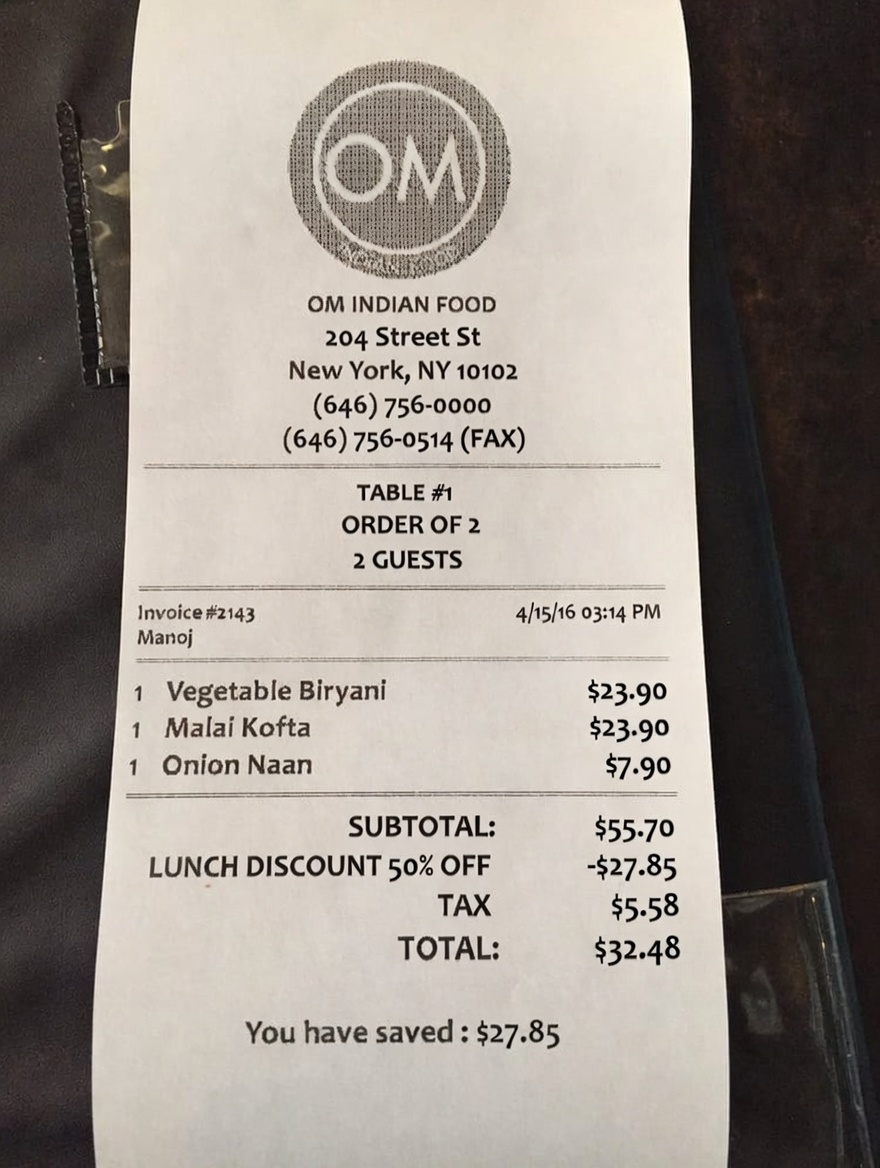 OM
OM INDIAN FOOD
204 Street St
New York, NY 10102
(646) 756-0000
(646) 756-0514 (FAX)
TABLE #1
ORDER OF 2
2 GUESTS
Invoice #2143 4/15/16 03:14 PM
Manoj
1 Vegetable Biryani $23.90
1 Malai Kofta $23.90
1 Onion Naan $7.90
SUBTOTAL: $55.70
LUNCH DISCOUNT 50% OFF -$27.85
TAX $5.58
TOTAL: $32.48
You have saved : $27.85